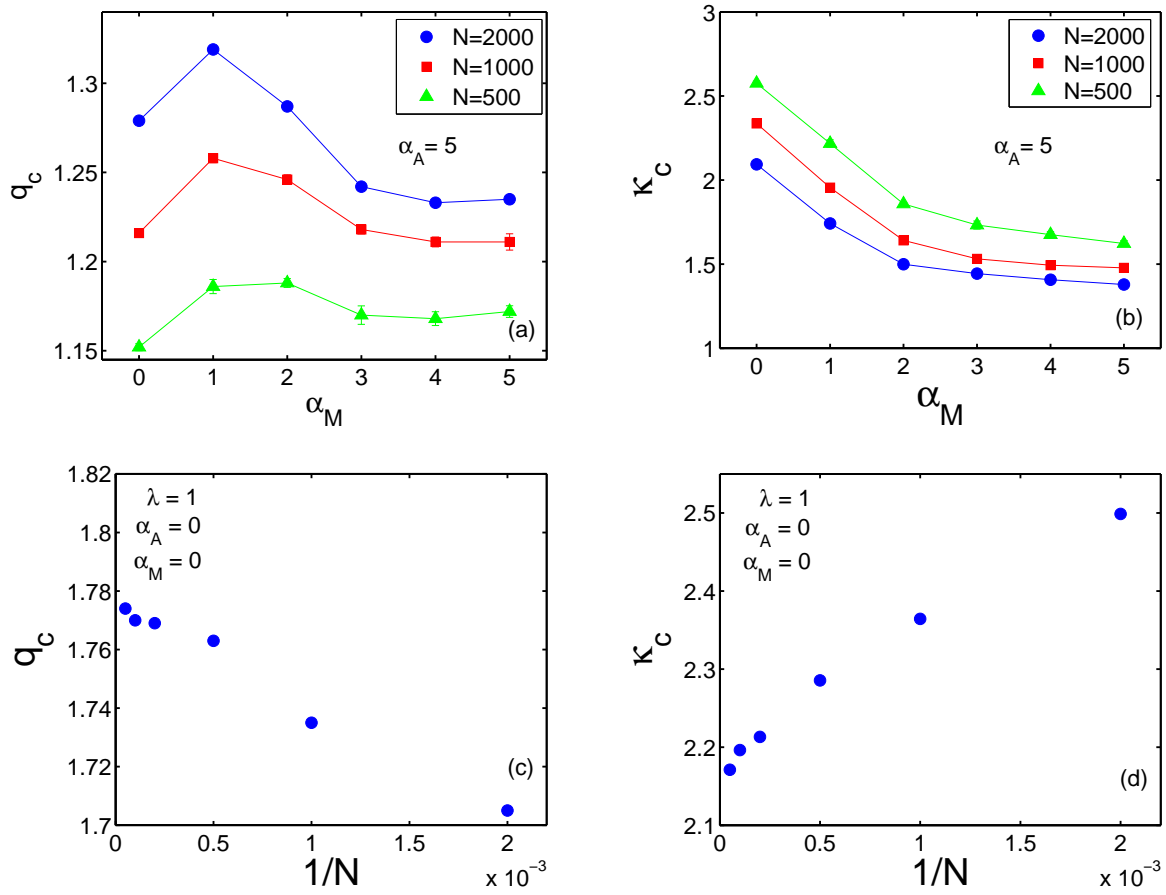 1.3
1.25
1.2
1.15
q_c
0 1 2 3 4 5
α_M
N=2000
N=1000
N=500
α_A = 5
(a)
3
2.5
2
1.5
1
κ_c
0 1 2 3 4 5
α_M
N=2000
N=1000
N=500
α_A = 5
(b)
1.82
1.8
1.78
1.76
1.74
1.72
1.7
q_c
0 0.5 1 1.5 2
1/N
x 10⁻³
λ = 1
α_A = 0
α_M = 0
(c)
2.5
2.4
2.3
2.2
2.1
κ_c
0 0.5 1 1.5 2
1/N
x 10⁻³
λ = 1
α_A = 0
α_M = 0
(d)